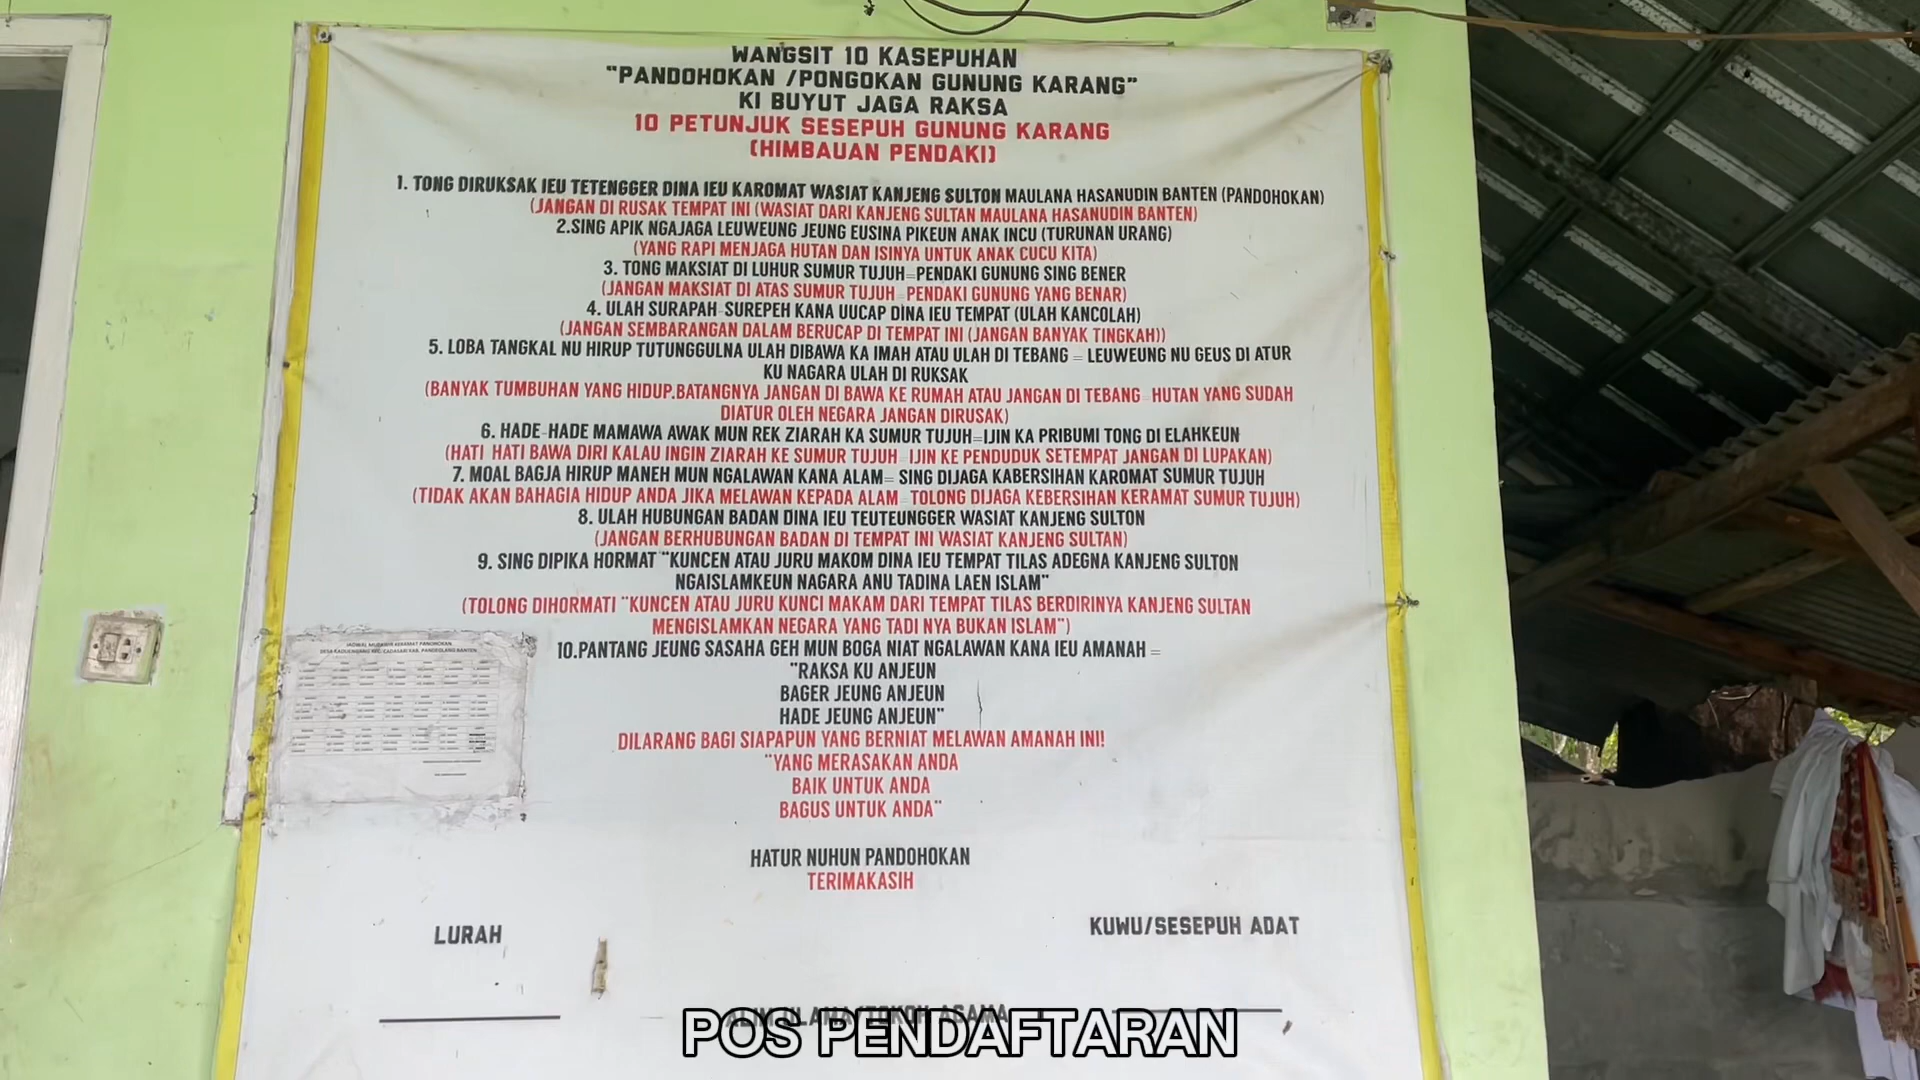 WANGSIT 10 KASEPUHAN
"PANDOHOKAN /PONGOKAN GUNUNG KARANG"
KI BUYUT JAGA RAKSA
10 PETUNJUK SESEPUH GUNUNG KARANG
(HIMBAUAN PENDAKI)
1. TONG DIRUKSAK IEU TETENGGER DINA IEU KAROMAT WASIAT KANJENG SULTON MAULANA HASANUDIN BANTEN (PANDOHOKAN)
(JANGAN DI RUSAK TEMPAT INI (WASIAT DARI KANJENG SULTAN MAULANA HASANUDIN BANTEN)
2.SING APIK NGAJAGA LEUWEUNG JEUNG EUSINA PIKEUN ANAK INCU (TURUNAN URANG)
(YANG RAPI MENJAGA HUTAN DAN ISINYA UNTUK ANAK CUCU KITA)
3. TONG MAKSIAT DI LUHUR SUMUR TUJUH=PENDAKI GUNUNG SING BENER
(JANGAN MAKSIAT DI ATAS SUMUR TUJUH=PENDAKI GUNUNG YANG BENAR)
4. ULAH SURAPAH-SUREPEH KANA UUCAP DINA IEU TEMPAT (ULAH KANCOLAH)
(JANGAN SEMBARANGAN DALAM BERUCAP DI TEMPAT INI (JANGAN BANYAK TINGKAH))
5. LOBA TANGKAL NU HIRUP TUTUNGGULNA ULAH DIBAWA KA IMAH ATAU ULAH DI TEBANG = LEUWEUNG NU GEUS DI ATUR
KU NAGARA ULAH DI RUKSAK
(BANYAK TUMBUHAN YANG HIDUP.BATANGNYA JANGAN DI BAWA KE RUMAH ATAU JANGAN DI TEBANG=HUTAN YANG SUDAH
DIATUR OLEH NEGARA JANGAN DIRUSAK)
6. HADE-HADE MAMAWA AWAK MUN REK ZIARAH KA SUMUR TUJUH=IJIN KA PRIBUMI TONG DI ELAHKEUN
(HATI HATI BAWA DIRI KALAU INGIN ZIARAH KE SUMUR TUJUH=IJIN KE PENDUDUK SETEMPAT JANGAN DI LUPAKAN)
7. MOAL BAGJA HIRUP MANEH MUN NGALAWAN KANA ALAM= SING DIJAGA KABERSIHAN KAROMAT SUMUR TUJUH
(TIDAK AKAN BAHAGIA HIDUP ANDA JIKA MELAWAN KEPADA ALAM=TOLONG DIJAGA KEBERSIHAN KERAMAT SUMUR TUJUH)
8. ULAH HUBUNGAN BADAN DINA IEU TEUTEUNGGER WASIAT KANJENG SULTON
(JANGAN BERHUBUNGAN BADAN DI TEMPAT INI WASIAT KANJENG SULTAN)
9. SING DIPIKA HORMAT "KUNCEN ATAU JURU MAKOM DINA IEU TEMPAT TILAS ADEGNA KANJENG SULTON
NGAISLAMKEUN NAGARA ANU TADINA LAEN ISLAM"
(TOLONG DIHORMATI "KUNCEN ATAU JURU KUNCI MAKAM DARI TEMPAT TILAS BERDIRINYA KANJENG SULTAN
MENGISLAMKAN NEGARA YANG TADI NYA BUKAN ISLAM")
10.PANTANG JEUNG SASAHA GEH MUN BOGA NIAT NGALAWAN KANA IEU AMANAH =
"RAKSA KU ANJEUN
BAGER JEUNG ANJEUN
HADE JEUNG ANJEUN"
DILARANG BAGI SIAPAPUN YANG BERNIAT MELAWAN AMANAH INI!
"YANG MERASAKAN ANDA
BAIK UNTUK ANDA
BAGUS UNTUK ANDA"
HATUR NUHUN PANDOHOKAN
TERIMAKASIH
LURAH
KUWU/SESEPUH ADAT
ALIM ULAMA/TOKOH AGAMA
POS PENDAFTARAN